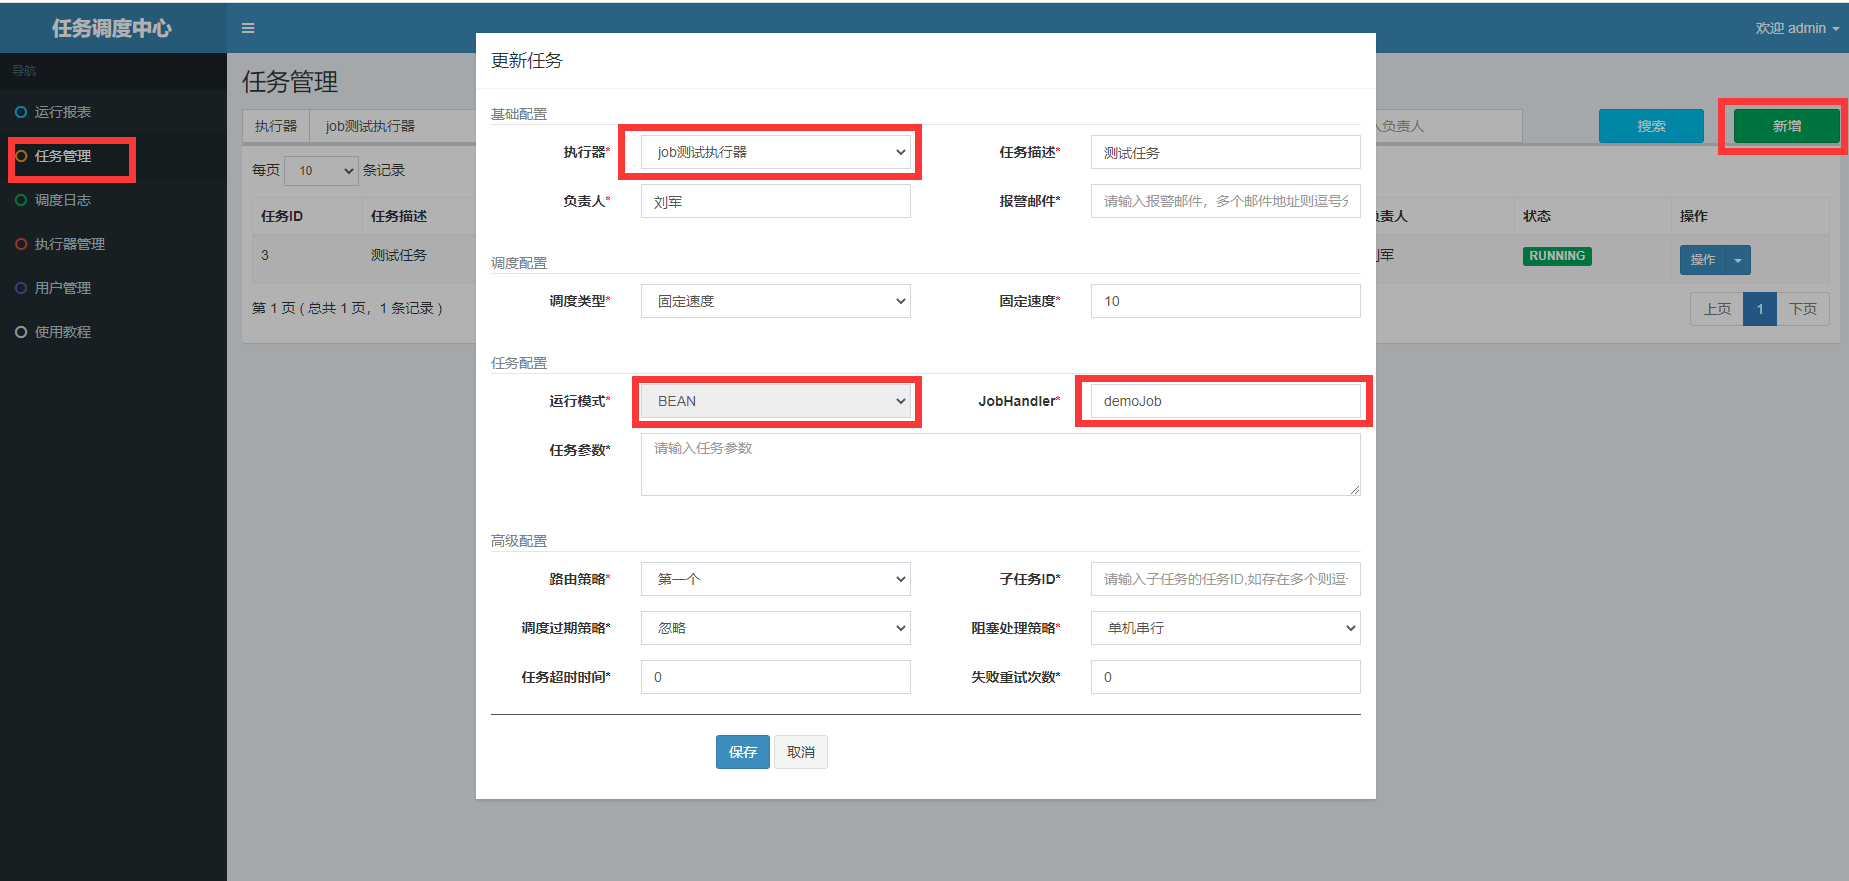 任务调度中心
欢迎 admin
导航
运行报表
任务管理
调度日志
执行器管理
用户管理
使用教程
任务管理
执行器 job测试执行器
负责人 搜索 新增
每页 10 条记录
任务ID 任务描述 责人 状态 操作
3 测试任务 军 RUNNING 操作
第 1 页 ( 总共 1 页，1 条记录 )
上页 1 下页
更新任务
基础配置
执行器* job测试执行器 任务描述* 测试任务
负责人* 刘军 报警邮件* 请输入报警邮件，多个邮件地址则逗号
调度配置
调度类型* 固定速度 固定速度* 10
任务配置
运行模式* BEAN JobHandler* demoJob
任务参数* 请输入任务参数
高级配置
路由策略* 第一个 子任务ID* 请输入子任务的任务ID,如存在多个则逗
调度过期策略* 忽略 阻塞处理策略* 单机串行
任务超时时间* 0 失败重试次数* 0
保存 取消